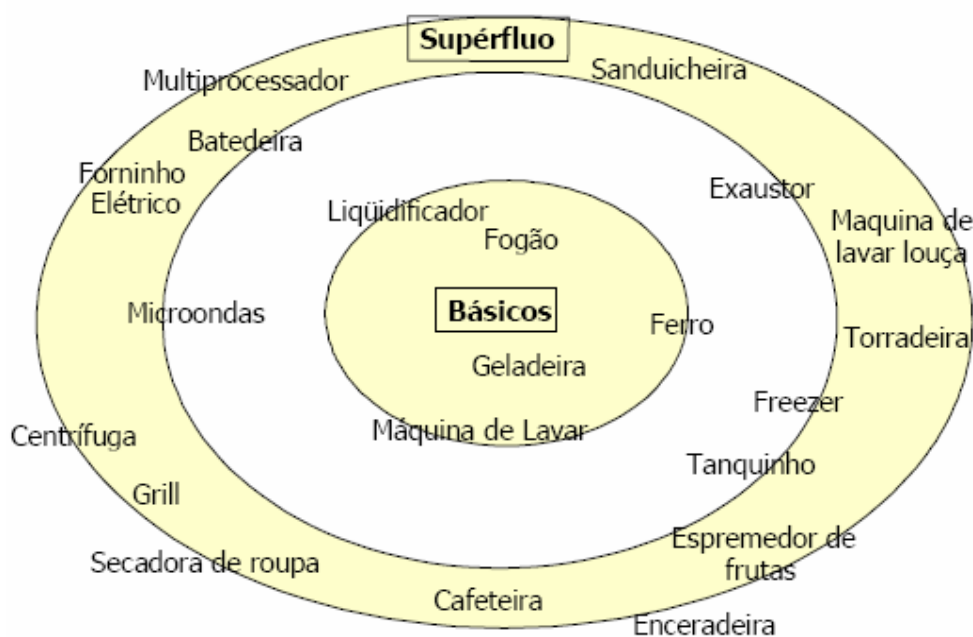 Supérfluo
Sanduicheira
Multiprocessador
Batedeira
Forninho
Elétrico
Exaustor
Liqüidificador
Fogão
Maquina de
lavar louça
Básicos
Microondas
Ferro
Torradeira
Geladeira
Freezer
Máquina de Lavar
Centrífuga
Tanquinho
Grill
Espremedor de
frutas
Secadora de roupa
Cafeteira
Enceradeira